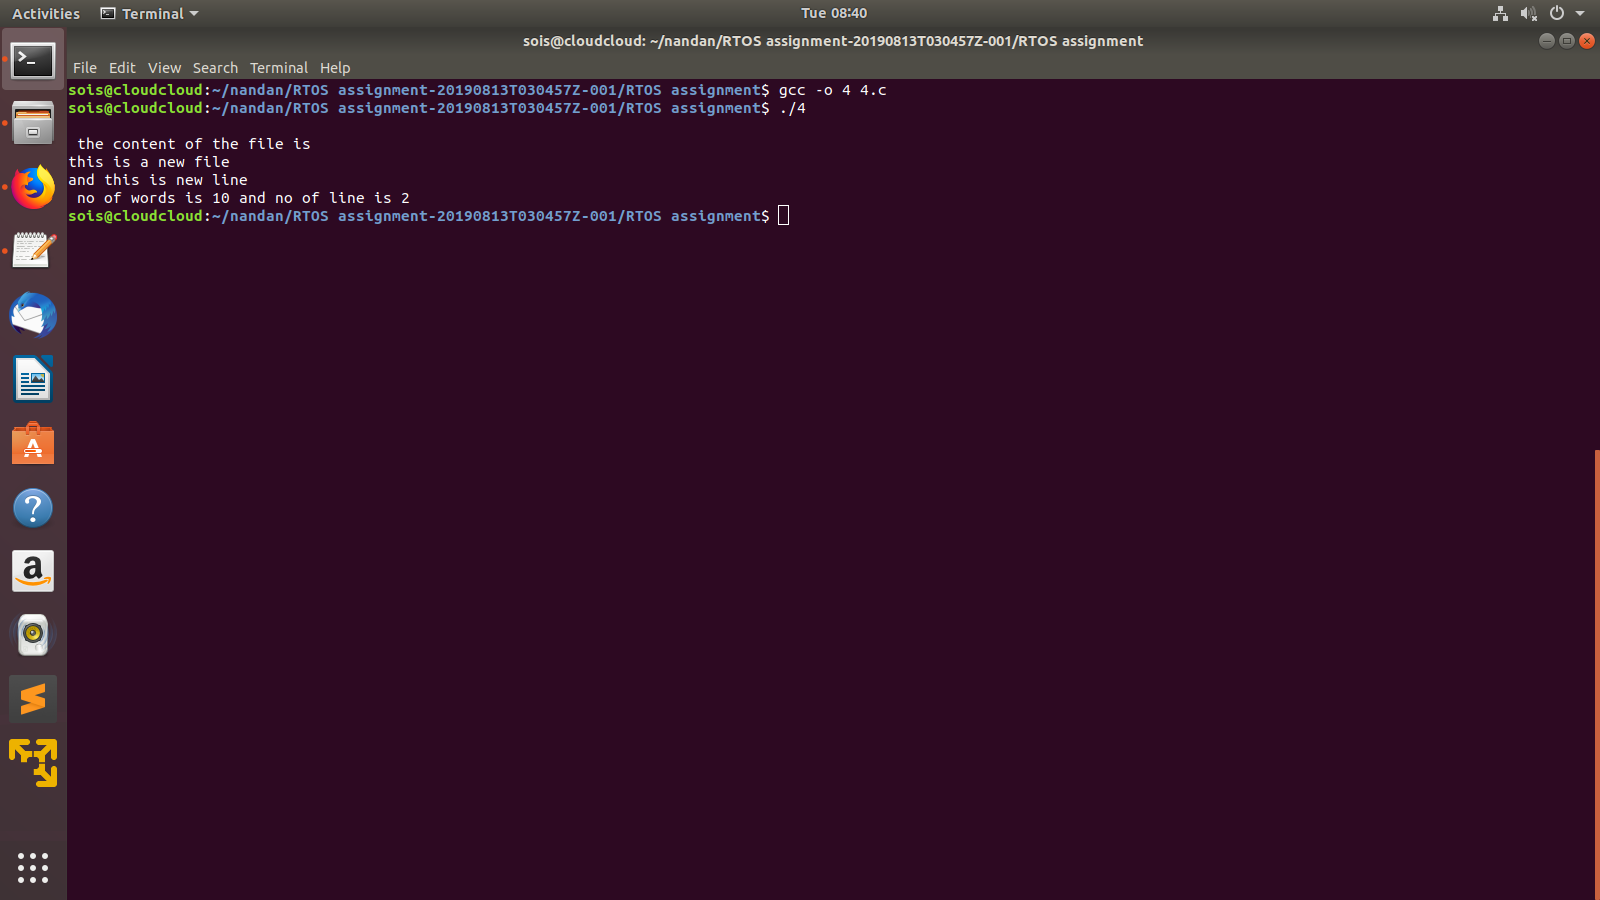 Activities Terminal Tue 08:40
sois@cloudcloud: ~/nandan/RTOS assignment-20190813T030457Z-001/RTOS assignment
File Edit View Search Terminal Help
sois@cloudcloud:~/nandan/RTOS assignment-20190813T030457Z-001/RTOS assignment$ gcc -o 4 4.c
sois@cloudcloud:~/nandan/RTOS assignment-20190813T030457Z-001/RTOS assignment$ ./4
the content of the file is
this is a new file
and this is new line
no of words is 10 and no of line is 2
sois@cloudcloud:~/nandan/RTOS assignment-20190813T030457Z-001/RTOS assignment$